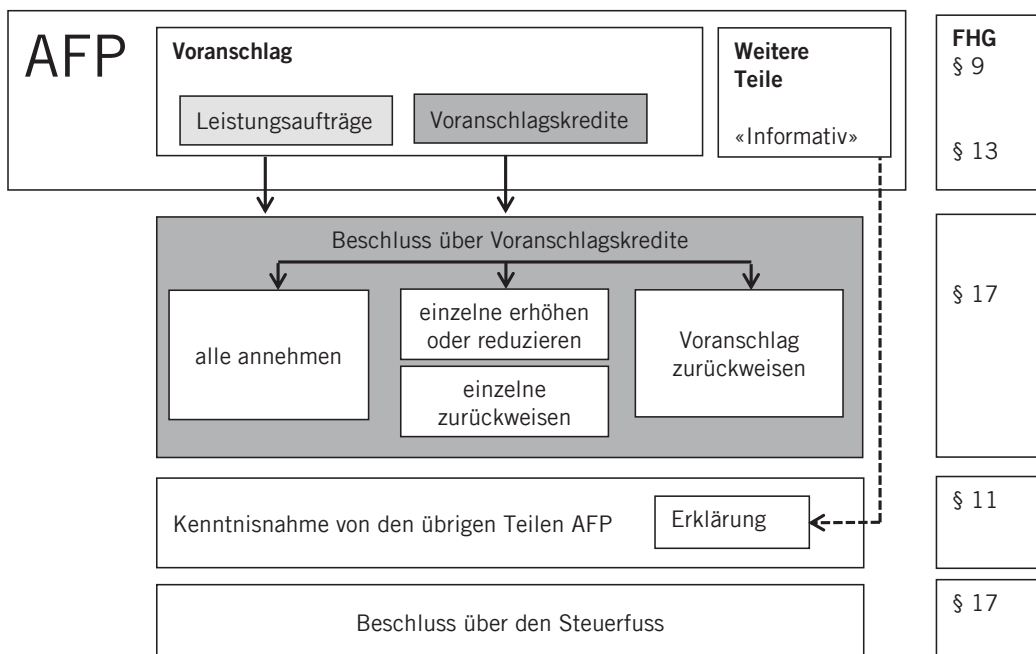 AFP
Voranschlag
Leistungsaufträge
Voranschlagskredite
Weitere
Teile
«Informativ»
FHG
§ 9
§ 13
Beschluss über Voranschlagskredite
alle annehmen
einzelne erhöhen
oder reduzieren
einzelne
zurückweisen
Voranschlag
zurückweisen
§ 17
Kenntnisnahme von den übrigen Teilen AFP
Erklärung
§ 11
Beschluss über den Steuerfuss
§ 17